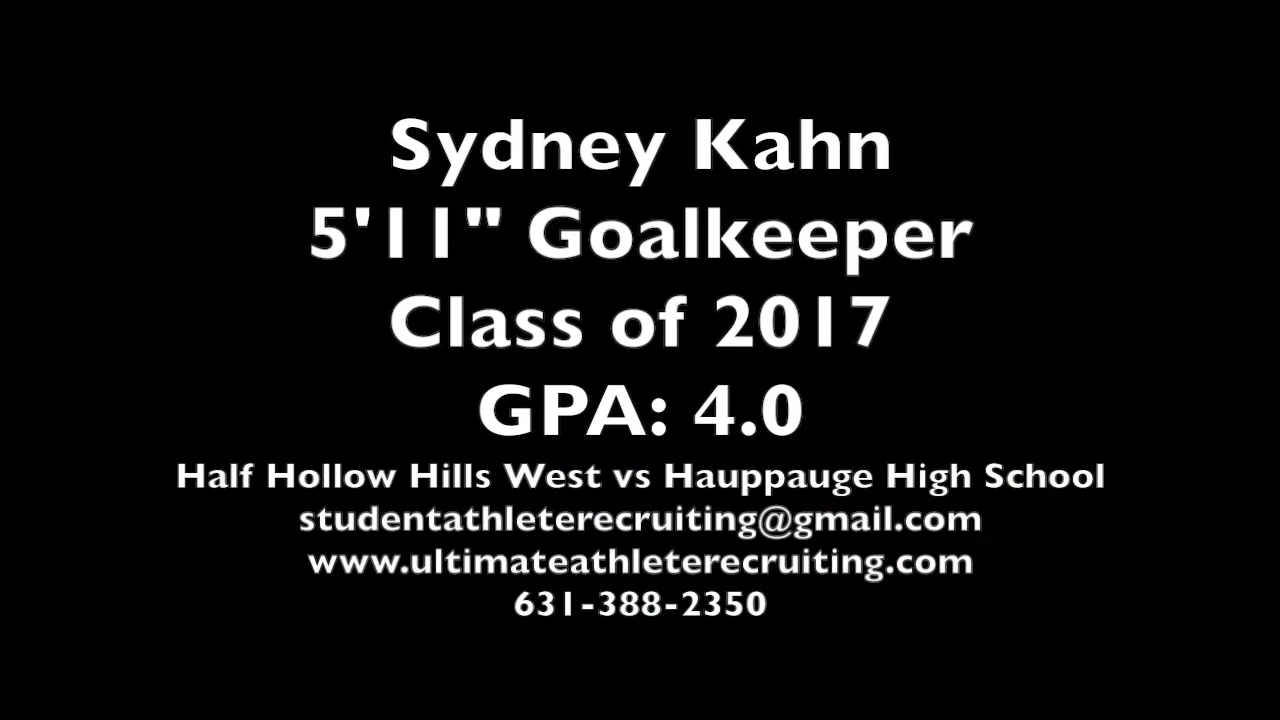 Sydney Kahn
5'11" Goalkeeper
Class of 2017
GPA: 4.0
Half Hollow Hills West vs Hauppauge High School
studentathleterecruiting@gmail.com
www.ultimateathleterecruiting.com
631-388-2350